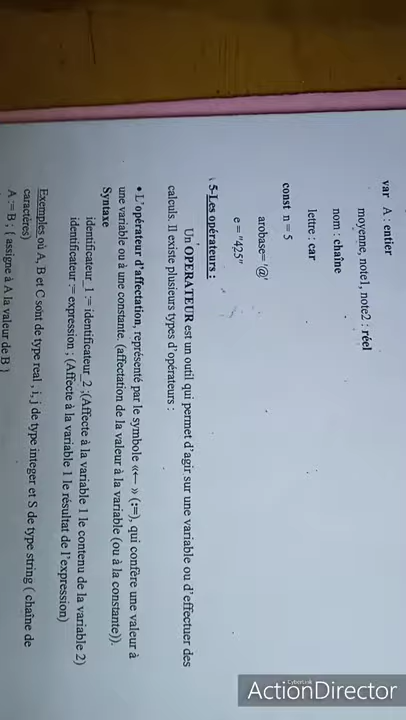 var A : entier
moyenne, note1, note2 : réel
nom : chaîne
lettre : car
const n = 5
arobase= '@'
e = "425"
5-Les opérateurs :
Un OPERATEUR est un outil qui permet d'agir sur une variable ou d'effectuer des
calculs. Il existe plusieurs types d'opérateurs :
• L'opérateur d'affectation, représenté par le symbole «← » (:=), qui confère une valeur à
une variable ou à une constante. (affectation de la valeur à la variable (ou à la constante)).
Syntaxe
identificateur_1 := identificateur_2 ;(Affecte à la variable 1 le contenu de la variable 2)
identificateur := expression ; (Affecte à la variable 1 le résultat de l'expression)
Exemples où A, B et C sont de type real , i,j de type integer et S de type string ( chaîne de
caractères)
A := B ; { assigne à A la valeur de B }
CyberLink
ActionDirector